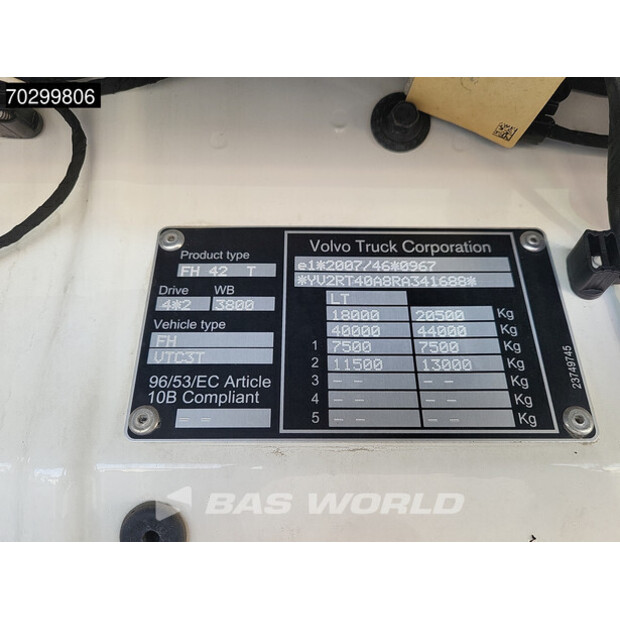 70299806
Product type
FH 42 T
Drive WB
4*2 3800
Vehicle type
FH
VTC3T
96/53/EC Article
10B Compliant
-- --
Volvo Truck Corporation
e1*2007/46*0967
*YV2RT40A8RA341688*
LT
18000 20500 Kg
40000 44000 Kg
1 7500 7500 Kg
2 11500 13000 Kg
3 -- -- -- -- Kg
4 -- -- -- -- Kg
5 -- -- -- -- Kg
23749745
BAS WORLD